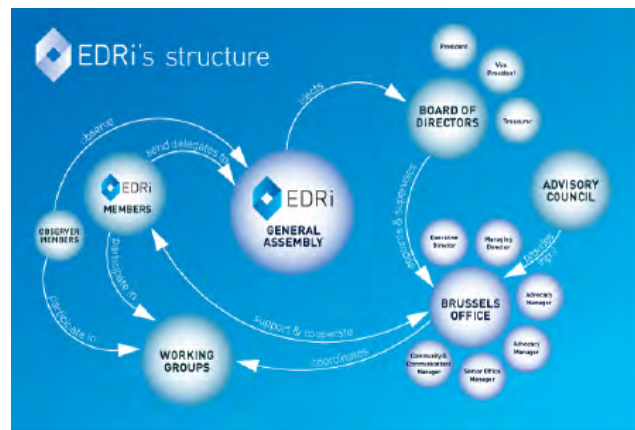 EDRi's structure
President
Vice
President
Treasurer
BOARD OF
DIRECTORS
elects
observe
send delegates to
EDRi
MEMBERS
OBSERVER
MEMBERS
EDRi
GENERAL
ASSEMBLY
ADVISORY
COUNCIL
& supervises
provides
input
Executive
Director
Managing
Director
BRUSSELS
OFFICE
Advocacy
Manager
Advocacy
Manager
Senior Office
Manager
Community &
Communications
Manager
participate in
participate in
support & cooperate
coordinates
WORKING
GROUPS